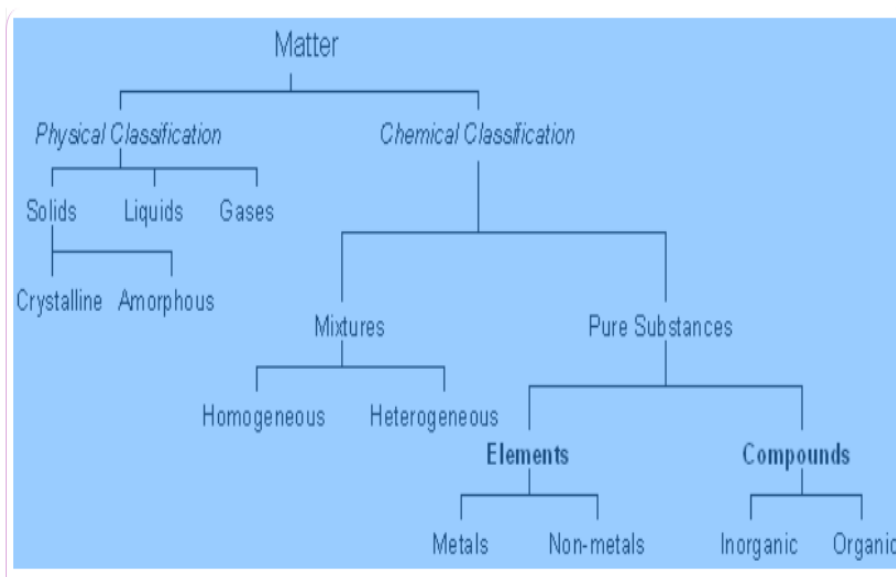 Matter
Physical Classification Chemical Classification
Solids Liquids Gases
Crystalline Amorphous
Mixtures Pure Substances
Homogeneous Heterogeneous
Elements Compounds
Metals Non-metals Inorganic Organic